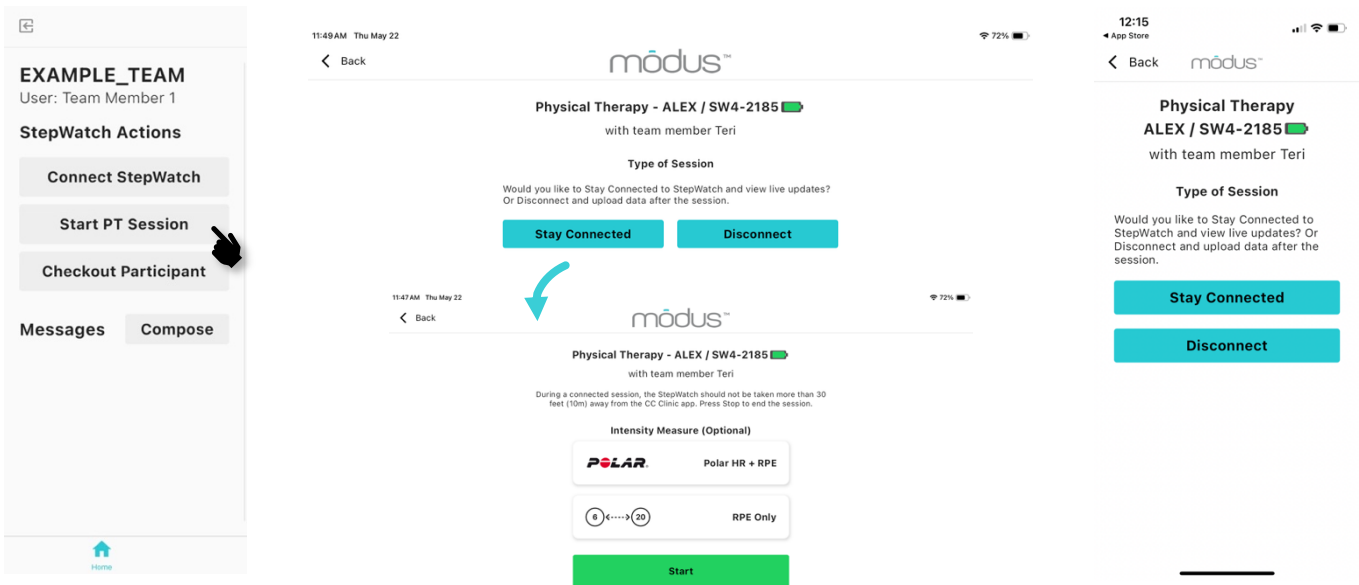 EXAMPLE_TEAM
User: Team Member 1
StepWatch Actions
Connect StepWatch
Start PT Session
Checkout Participant
Messages
Compose
Home
11:49 AM Thu May 22
72%
Back
mōdus™
Physical Therapy - ALEX / SW4-2185
with team member Teri
Type of Session
Would you like to Stay Connected to StepWatch and view live updates?
Or Disconnect and upload data after the session.
Stay Connected
Disconnect
11:47 AM Thu May 22
72%
Back
mōdus™
Physical Therapy - ALEX / SW4-2185
with team member Teri
During a connected session, the StepWatch should not be taken more than 30
feet (10m) away from the CC Clinic app. Press Stop to end the session.
Intensity Measure (Optional)
POLAR.
Polar HR + RPE
6 20
RPE Only
Start
12:15
App Store
Back
mōdus™
Physical Therapy
ALEX / SW4-2185
with team member Teri
Type of Session
Would you like to Stay Connected to
StepWatch and view live updates? Or
Disconnect and upload data after the
session.
Stay Connected
Disconnect